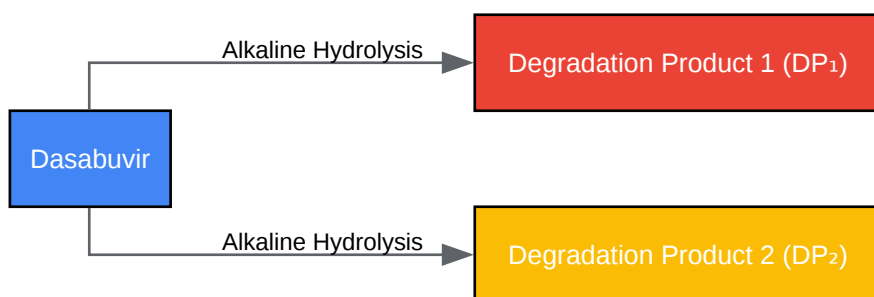 Alkaline Hydrolysis
Degradation Product 1 (DP₁)
Dasabuvir
Alkaline Hydrolysis
Degradation Product 2 (DP₂)